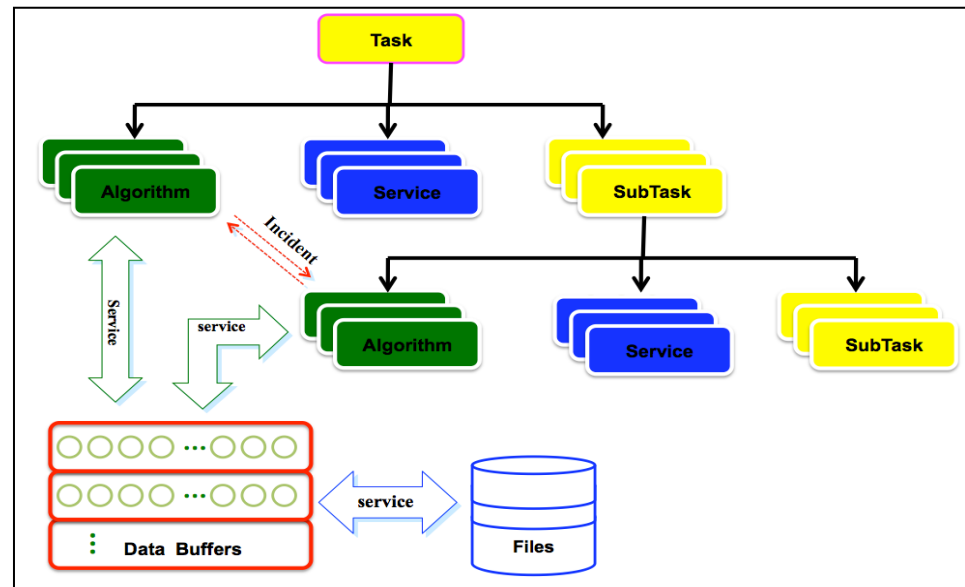 Task
Algorithm
Service
SubTask
Incident
Service
service
Algorithm
Service
SubTask
service
Data Buffers
Files